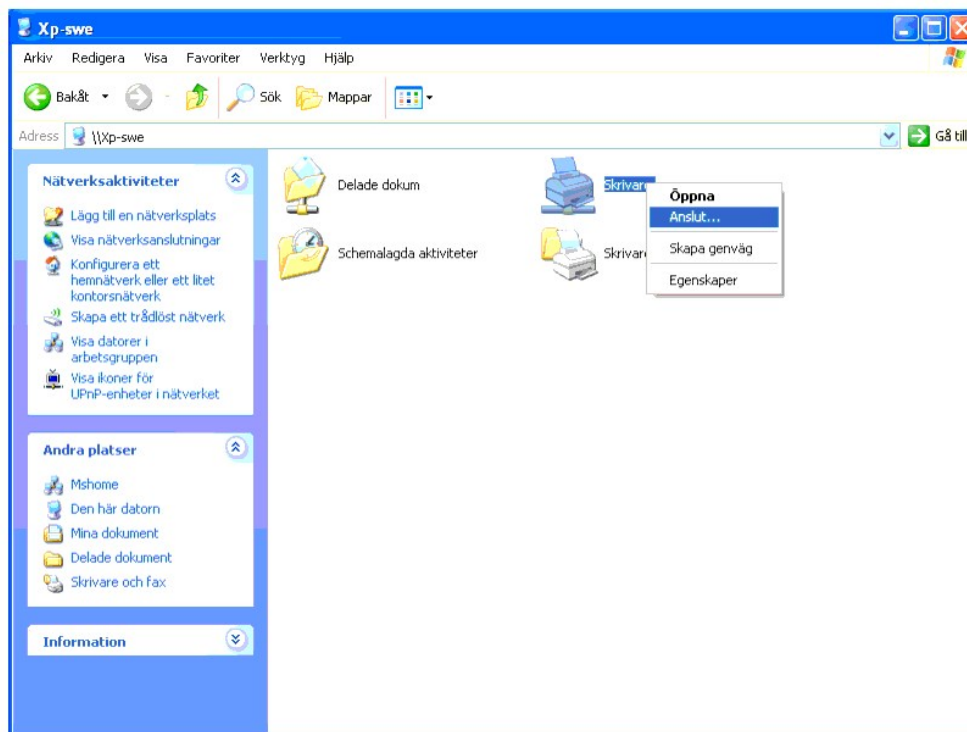 Xp-swe
Arkiv Redigera Visa Favoriter Verktyg Hjälp
Bakåt Sök Mappar
Adress \\Xp-swe Gå till
Nätverksaktiviteter
Lägg till en nätverksplats
Visa nätverksanslutningar
Konfigurera ett
hemnätverk eller ett litet
kontorsnätverk
Skapa ett trådlöst nätverk
Visa datorer i
arbetsgruppen
Visa ikoner för
UPnP-enheter i nätverket
Andra platser
Mshome
Den här datorn
Mina dokument
Delade dokument
Skrivare och fax
Information
Delade dokum
Schemalagda aktiviteter
Skrivare
Skrivar
Öppna
Anslut...
Skapa genväg
Egenskaper